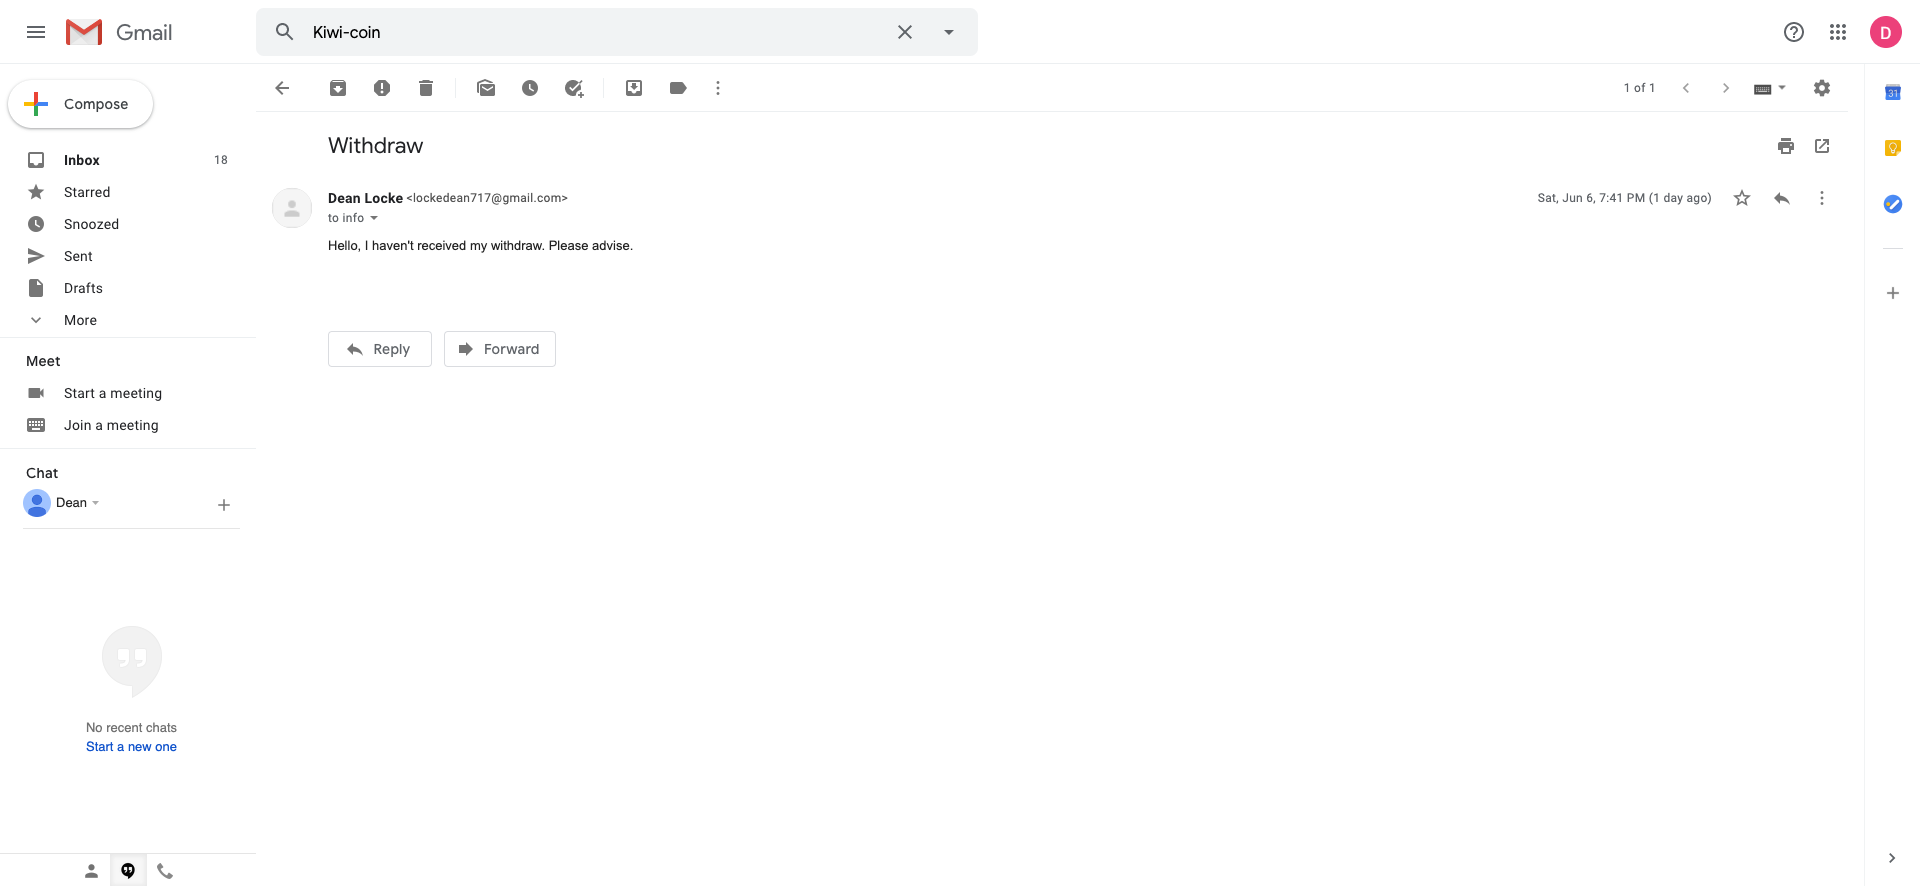 Gmail
Kiwi-coin
D
Compose
1 of 1
31
Inbox 18
Starred
Snoozed
Sent
Drafts
More
Meet
Start a meeting
Join a meeting
Chat
Dean
No recent chats
Start a new one
Withdraw
Dean Locke <lockedean717@gmail.com>
Sat, Jun 6, 7:41 PM (1 day ago)
to info
Hello, I haven't received my withdraw. Please advise.
Reply
Forward